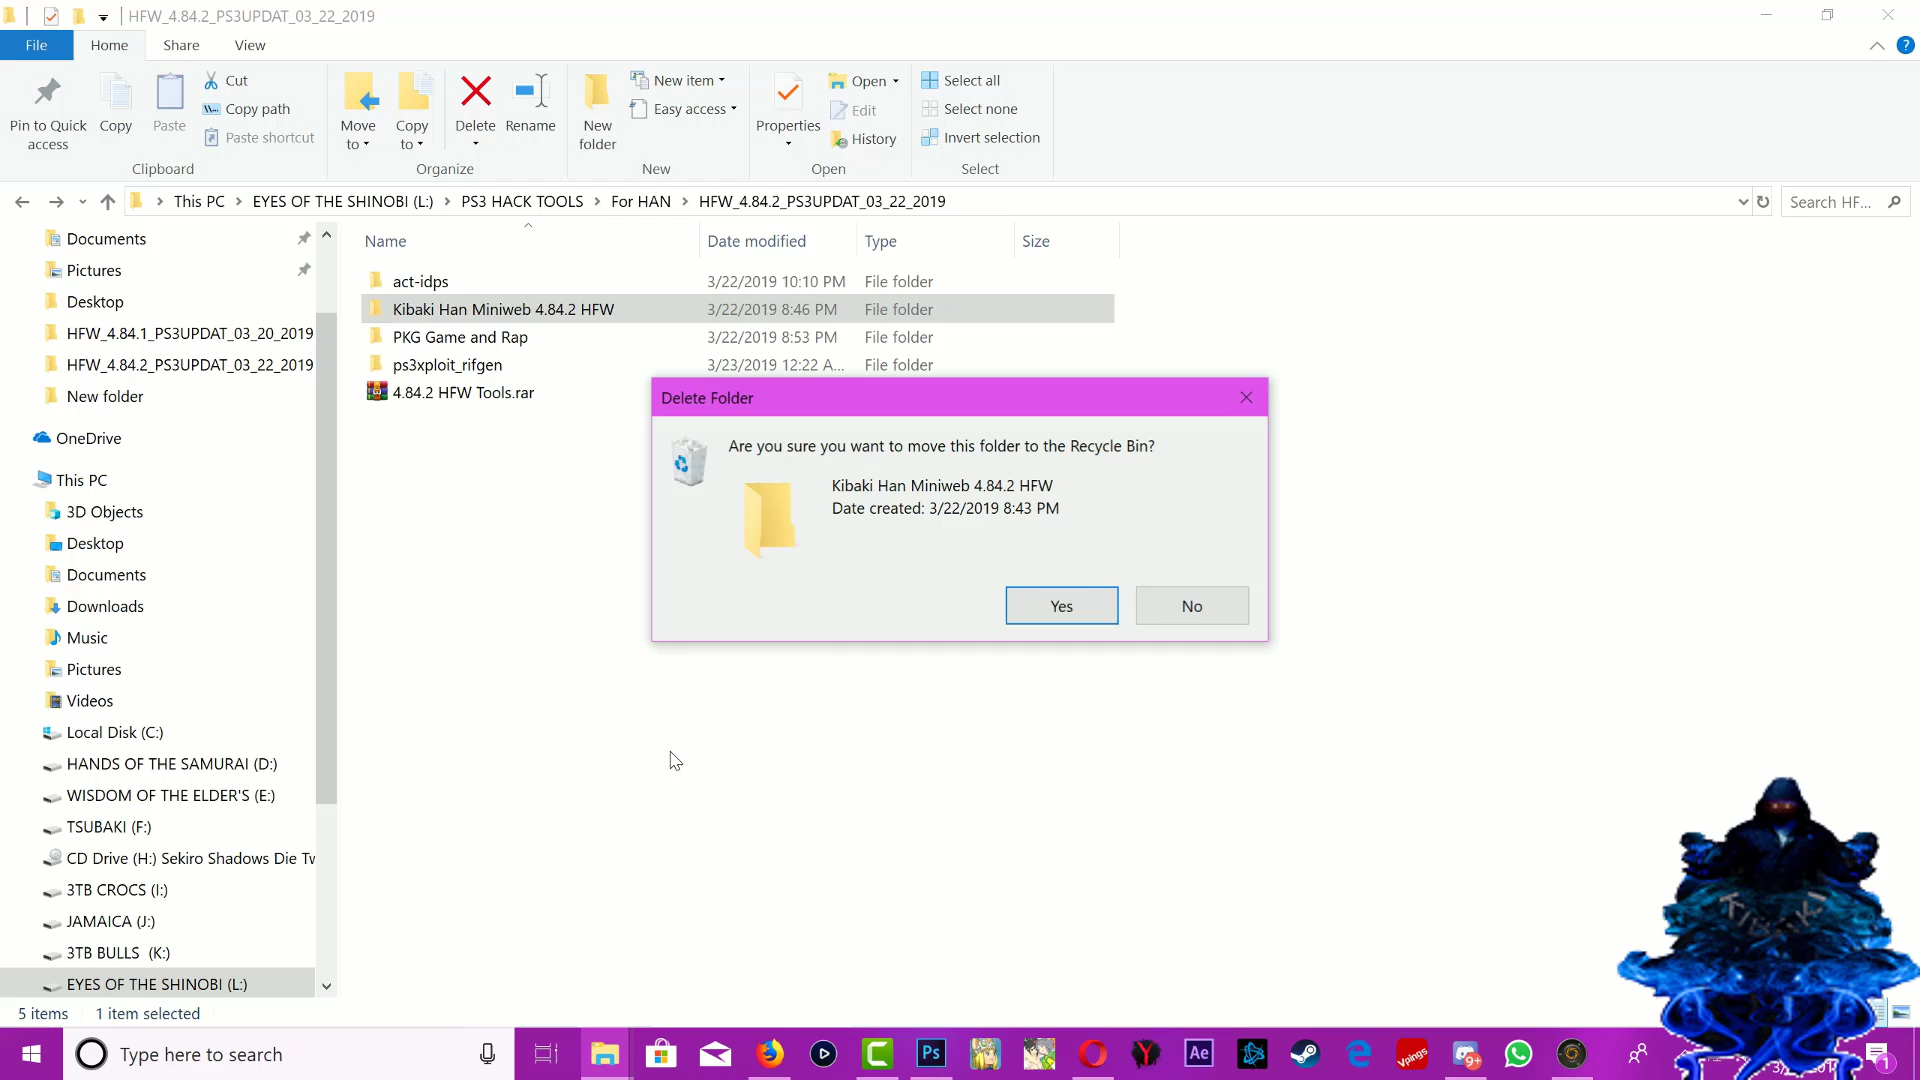 HFW_4.84.2_PS3UPDAT_03_22_2019
File Home Share View
Pin to Quick access
Copy
Paste
Cut
Copy path
Paste shortcut
Clipboard
Move to
Copy to
Delete
Rename
Organize
New folder
New item
Easy access
New
Properties
Open
Edit
History
Open
Select all
Select none
Invert selection
Select
This PC > EYES OF THE SHINOBI (L:) > PS3 HACK TOOLS > For HAN > HFW_4.84.2_PS3UPDAT_03_22_2019
Search HF...
Documents
Pictures
Desktop
HFW_4.84.1_PS3UPDAT_03_20_2019
HFW_4.84.2_PS3UPDAT_03_22_2019
New folder
OneDrive
This PC
3D Objects
Desktop
Documents
Downloads
Music
Pictures
Videos
Local Disk (C:)
HANDS OF THE SAMURAI (D:)
WISDOM OF THE ELDER'S (E:)
TSUBAKI (F:)
CD Drive (H:) Sekiro Shadows Die Tw
3TB CROCS (I:)
JAMAICA (J:)
3TB BULLS (K:)
EYES OF THE SHINOBI (L:)
Name Date modified Type Size
act-idps 3/22/2019 10:10 PM File folder
Kibaki Han Miniweb 4.84.2 HFW 3/22/2019 8:46 PM File folder
PKG Game and Rap 3/22/2019 8:53 PM File folder
ps3xploit_rifgen 3/23/2019 12:22 A... File folder
4.84.2 HFW Tools.rar
Delete Folder
Are you sure you want to move this folder to the Recycle Bin?
Kibaki Han Miniweb 4.84.2 HFW
Date created: 3/22/2019 8:43 PM
Yes No
KIBAKI
5 items 1 item selected
Type here to search
Ps
Ae
Vpings
9+
1